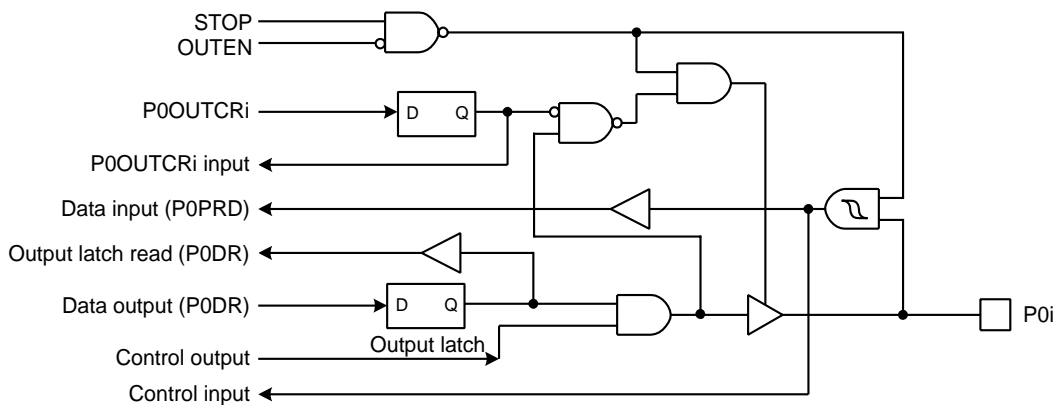 STOP
OUTEN
P0OUTCRi
D Q
P0OUTCRi input
Data input (P0PRD)
Output latch read (P0DR)
Data output (P0DR)
D Q
P0i
Output latch
Control output
Control input